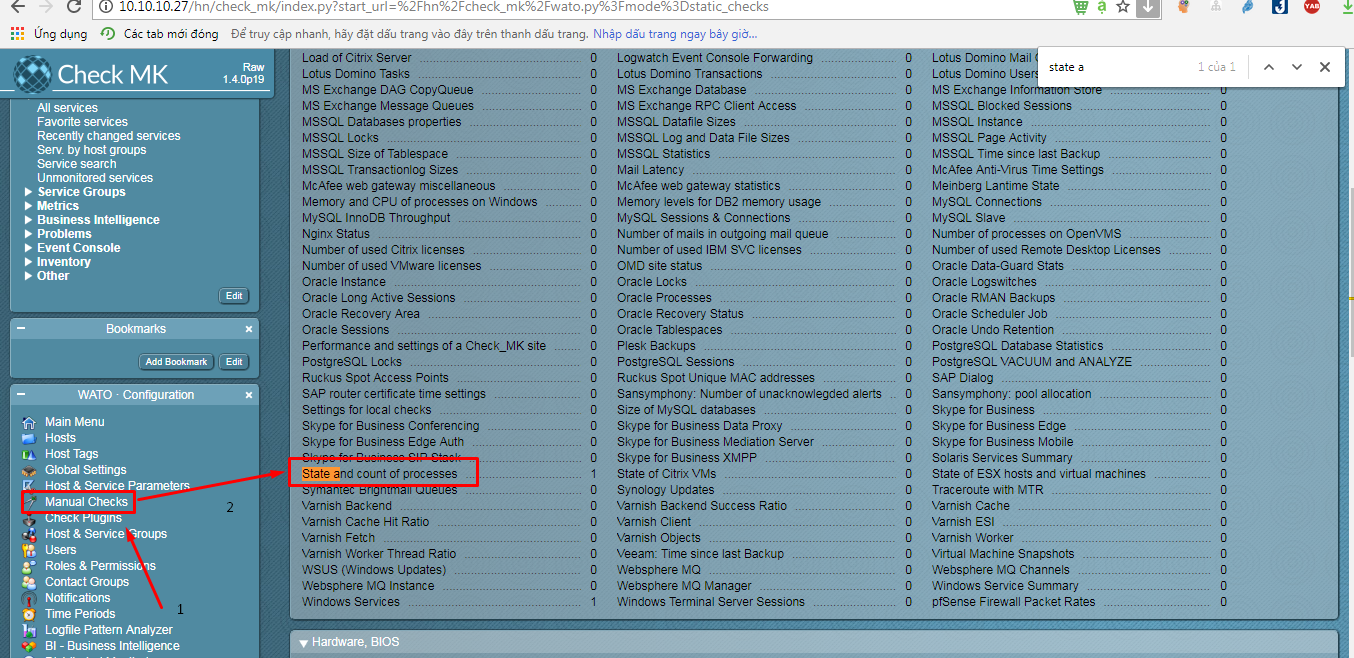 10.10.10.27/hn/check_mk/index.py?start_url=%2Fhn%2Fcheck_mk%2Fwato.py%3Fmode%3Dstatic_checks
Ứng dụng Các tab mới đóng Để truy cập nhanh, hãy đặt dấu trang vào đây trên thanh dấu trang. Nhập dấu trang ngay bây giờ...
state a 1 của 1
Check MK
Raw
1.4.0p19
All services
Favorite services
Recently changed services
Serv. by host groups
Service search
Unmonitored services
Service Groups
Metrics
Business Intelligence
Problems
Event Console
Inventory
Other
Edit
Bookmarks
Add Bookmark Edit
WATO · Configuration
Main Menu
Hosts
Host Tags
Global Settings
Host & Service Parameters
Manual Checks
Check Plugins
Host & Service Groups
Users
Roles & Permissions
Contact Groups
Notifications
Time Periods
Logfile Pattern Analyzer
BI - Business Intelligence
1
2
Load of Citrix Server 0 Logwatch Event Console Forwarding 0 Lotus Domino Mail
Lotus Domino Tasks 0 Lotus Domino Transactions 0 Lotus Domino Users
MS Exchange DAG CopyQueue 0 MS Exchange Database 0 MS Exchange Information Store 0
MS Exchange Message Queues 0 MS Exchange RPC Client Access 0 MSSQL Blocked Sessions 0
MSSQL Databases properties 0 MSSQL Datafile Sizes 0 MSSQL Instance 0
MSSQL Locks 0 MSSQL Log and Data File Sizes 0 MSSQL Page Activity 0
MSSQL Size of Tablespace 0 MSSQL Statistics 0 MSSQL Time since last Backup 0
MSSQL Transactionlog Sizes 0 Mail Latency 0 McAfee Anti-Virus Time Settings 0
McAfee web gateway miscellaneous 0 McAfee web gateway statistics 0 Meinberg Lantime State 0
Memory and CPU of processes on Windows 0 Memory levels for DB2 memory usage 0 MySQL Connections 0
MySQL InnoDB Throughput 0 MySQL Sessions & Connections 0 MySQL Slave 0
Nginx Status 0 Number of mails in outgoing mail queue 0 Number of processes on OpenVMS 0
Number of used Citrix licenses 0 Number of used IBM SVC licenses 0 Number of used Remote Desktop Licenses 0
Number of used VMware licenses 0 OMD site status 0 Oracle Data-Guard Stats 0
Oracle Instance 0 Oracle Locks 0 Oracle Logswitches 0
Oracle Long Active Sessions 0 Oracle Processes 0 Oracle RMAN Backups 0
Oracle Recovery Area 0 Oracle Recovery Status 0 Oracle Scheduler Job 0
Oracle Sessions 0 Oracle Tablespaces 0 Oracle Undo Retention 0
Performance and settings of a Check_MK site 0 Plesk Backups 0 PostgreSQL Database Statistics 0
PostgreSQL Locks 0 PostgreSQL Sessions 0 PostgreSQL VACUUM and ANALYZE 0
Ruckus Spot Access Points 0 Ruckus Spot Unique MAC addresses 0 SAP Dialog 0
SAP router certificate time settings 0 Sansymphony: Number of unacknowlegded alerts 0 Sansymphony: pool allocation 0
Settings for local checks 0 Size of MySQL databases 0 Skype for Business 0
Skype for Business Conferencing 0 Skype for Business Data Proxy 0 Skype for Business Edge 0
Skype for Business Edge Auth 0 Skype for Business Mediation Server 0 Skype for Business Mobile 0
Skype for Business SIP Stack 0 Skype for Business XMPP 0 Solaris Services Summary 0
State and count of processes 1 State of Citrix VMs 0 State of ESX hosts and virtual machines 0
Symantec Brightmail Queues 0 Synology Updates 0 Traceroute with MTR 0
Varnish Backend 0 Varnish Backend Success Ratio 0 Varnish Cache 0
Varnish Cache Hit Ratio 0 Varnish Client 0 Varnish ESI 0
Varnish Fetch 0 Varnish Objects 0 Varnish Worker 0
Varnish Worker Thread Ratio 0 Veeam: Time since last Backup 0 Virtual Machine Snapshots 0
WSUS (Windows Updates) 0 Websphere MQ 0 Websphere MQ Channels 0
Websphere MQ Instance 0 Websphere MQ Manager 0 Windows Service Summary 0
Windows Services 1 Windows Terminal Server Sessions 0 pfSense Firewall Packet Rates 0
Hardware, BIOS